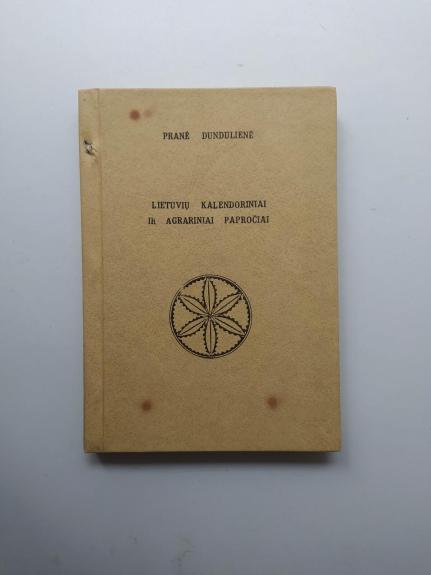 PRANĖ DUNDULIENĖ
LIETUVIŲ KALENDORINIAI
IR AGRARINIAI PAPROČIAI